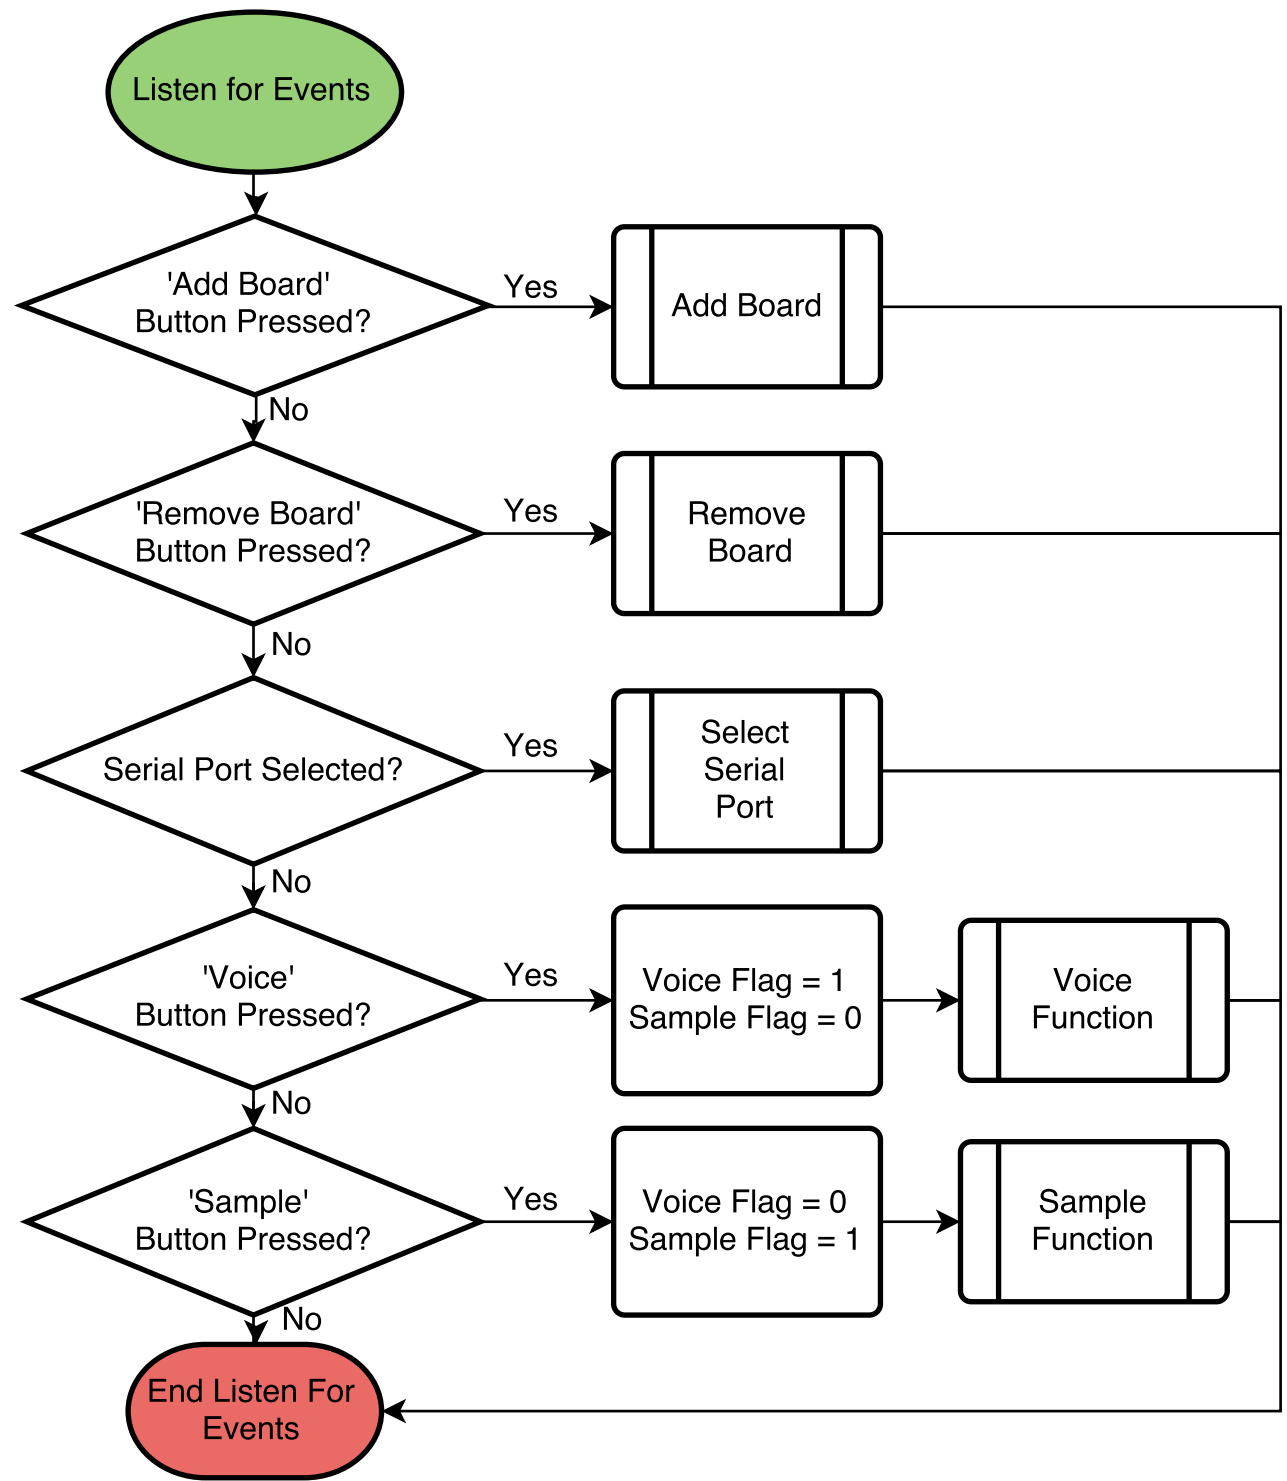 Listen for Events
'Add Board'
Button Pressed?
Yes
Add Board
No
'Remove Board'
Button Pressed?
Yes
Remove
Board
No
Serial Port Selected?
Yes
Select
Serial
Port
No
'Voice'
Button Pressed?
Yes
Voice Flag = 1
Sample Flag = 0
Voice
Function
No
'Sample'
Button Pressed?
Yes
Voice Flag = 0
Sample Flag = 1
Sample
Function
No
End Listen For
Events